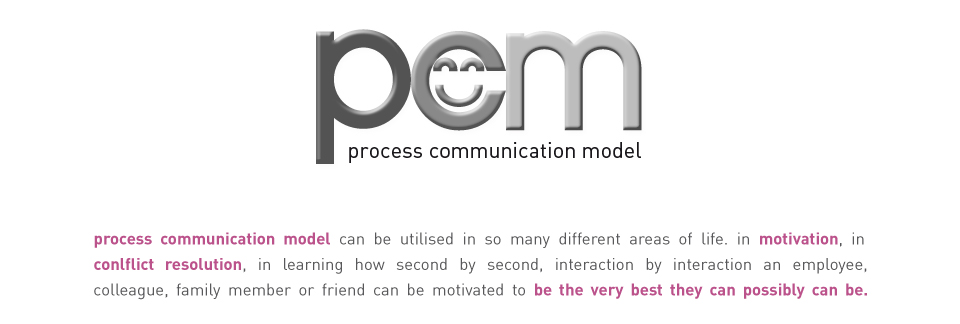 pcm
process communication model
process communication model can be utilised in so many different areas of life. in motivation, in
conlflict resolution, in learning how second by second, interaction by interaction an employee,
colleague, family member or friend can be motivated to be the very best they can possibly can be.